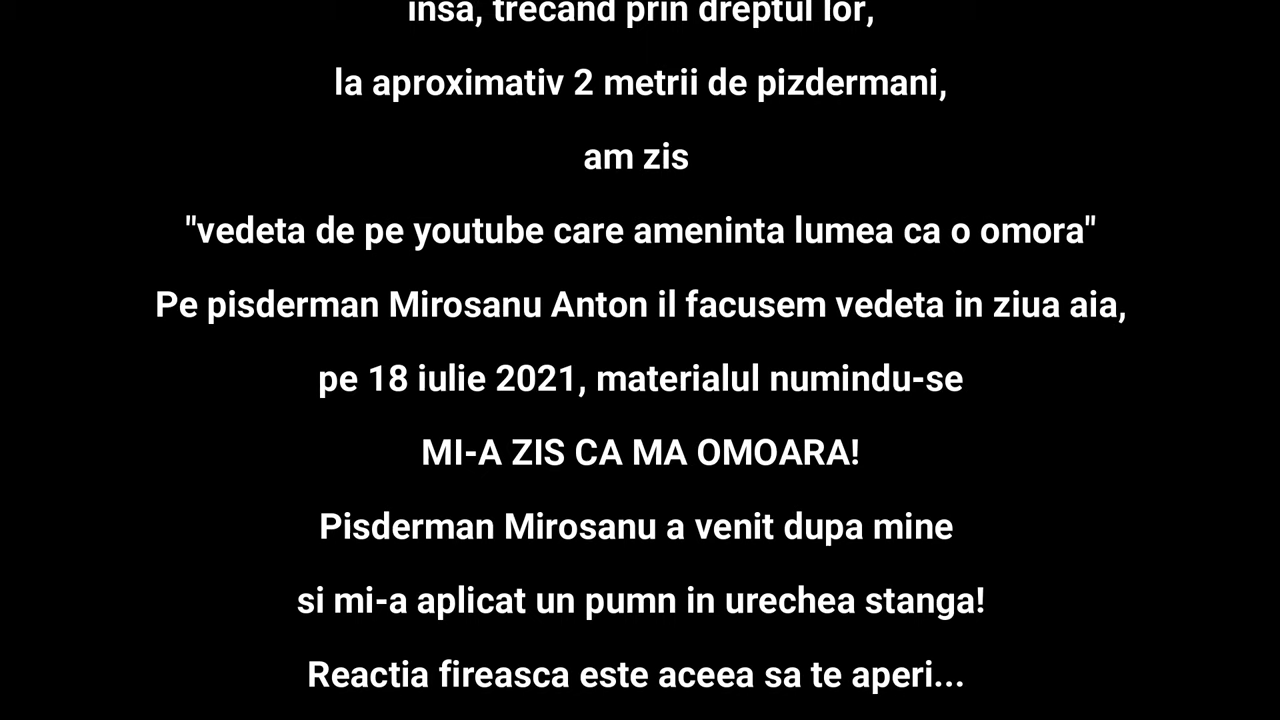 insa, trecand prin dreptul lor,
la aproximativ 2 metrii de pizdermani,
am zis
"vedeta de pe youtube care ameninta lumea ca o omora"
Pe pisderman Mirosanu Anton il facusem vedeta in ziua aia,
pe 18 iulie 2021, materialul numindu-se
MI-A ZIS CA MA OMOARA!
Pisderman Mirosanu a venit dupa mine
si mi-a aplicat un pumn in urechea stanga!
Reactia fireasca este aceea sa te aperi...